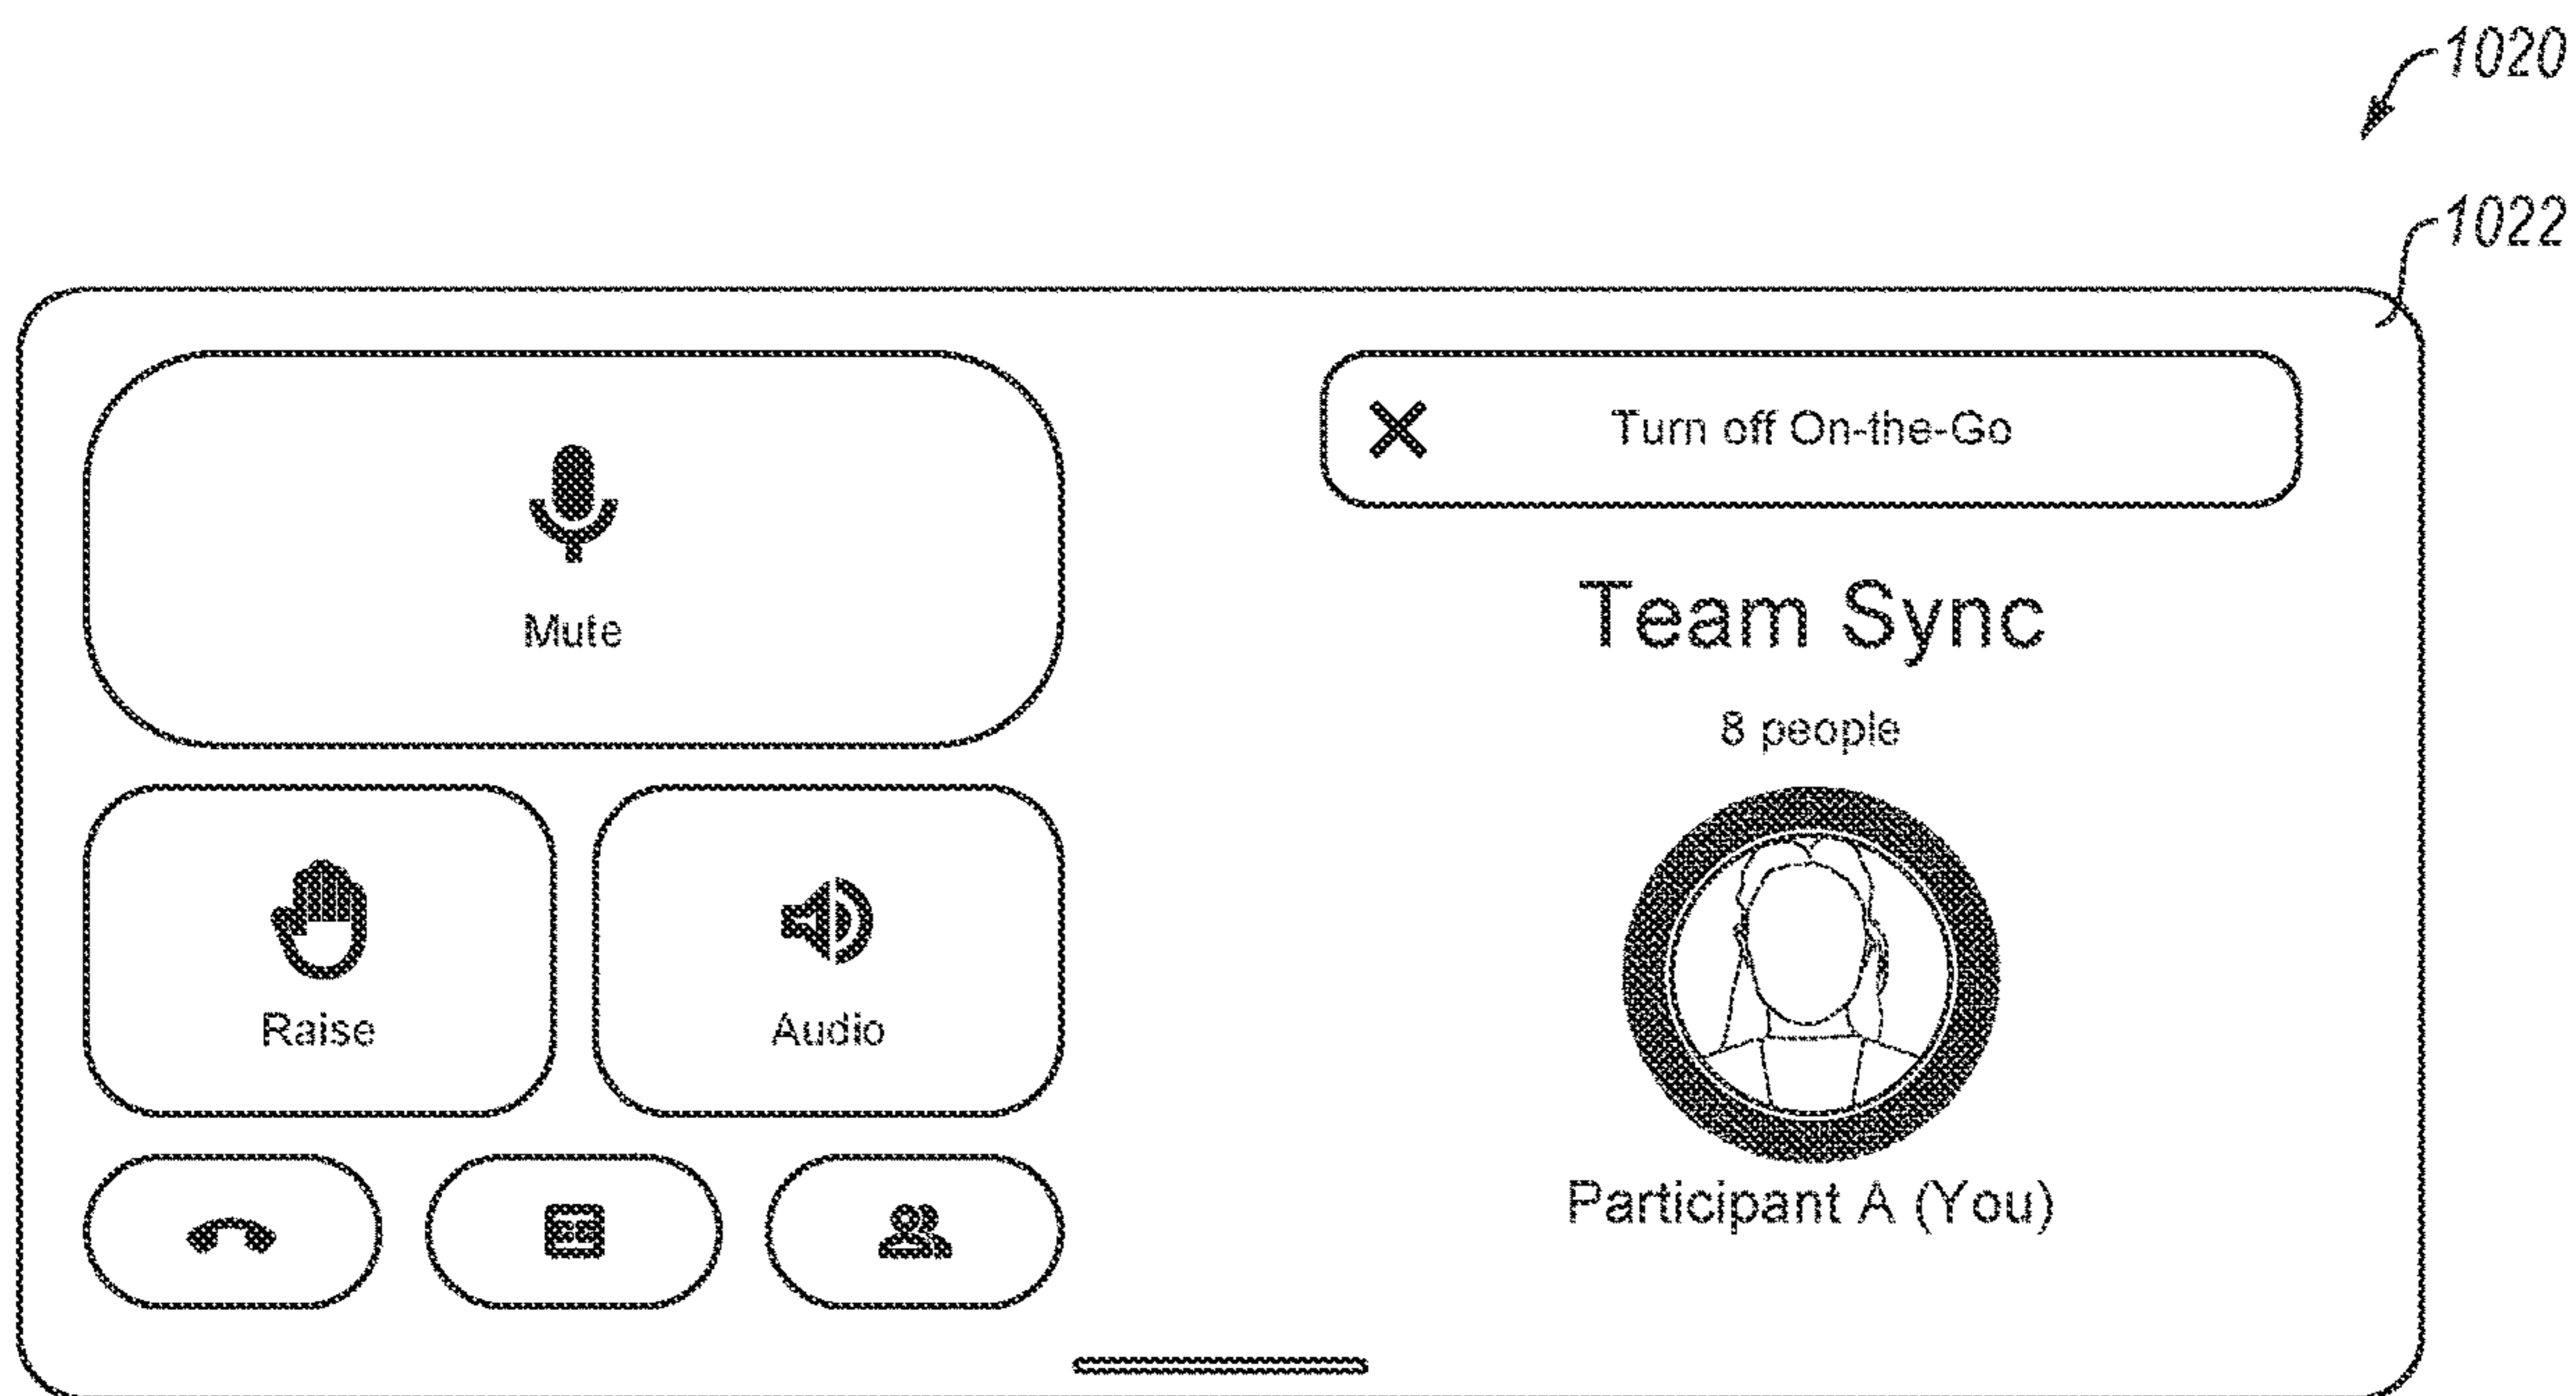 1020
1022
Mute
Turn off On-the-Go
Team Sync
8 people
Raise
Audio
Participant A (You)